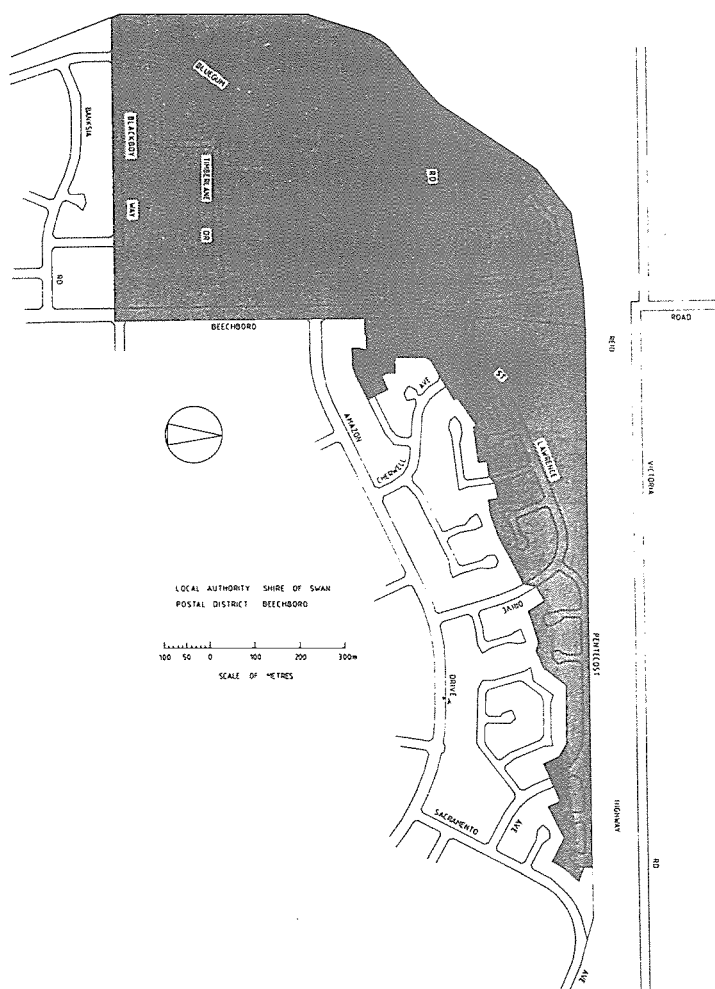 BLUEGUM
BANKSIA
RD
BLACKBOY
WAY
TIMBERLANE
DR
RD
BEECHBORO
ROAD
REID
HIGHWAY
VICTORIA
RD
ST
LAWRENCE
AVE
AMAZON
CHERWELL
DRIVE
PENTECOST
DRIVE
SACRAMENTO
AVE
AVE
LOCAL AUTHORITY SHIRE OF SWAN
POSTAL DISTRICT BEECHBORO
100 50 0 100 200 300m
SCALE OF METRES